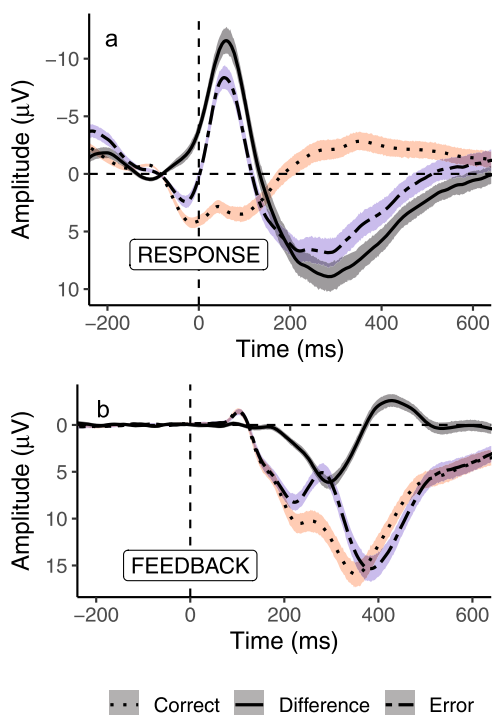 a
−10
−5
0
5
10
Amplitude (μV)
RESPONSE
−200 0 200 400 600
Time (ms)
b
0
5
10
15
Amplitude (μV)
FEEDBACK
−200 0 200 400 600
Time (ms)
Correct Difference Error